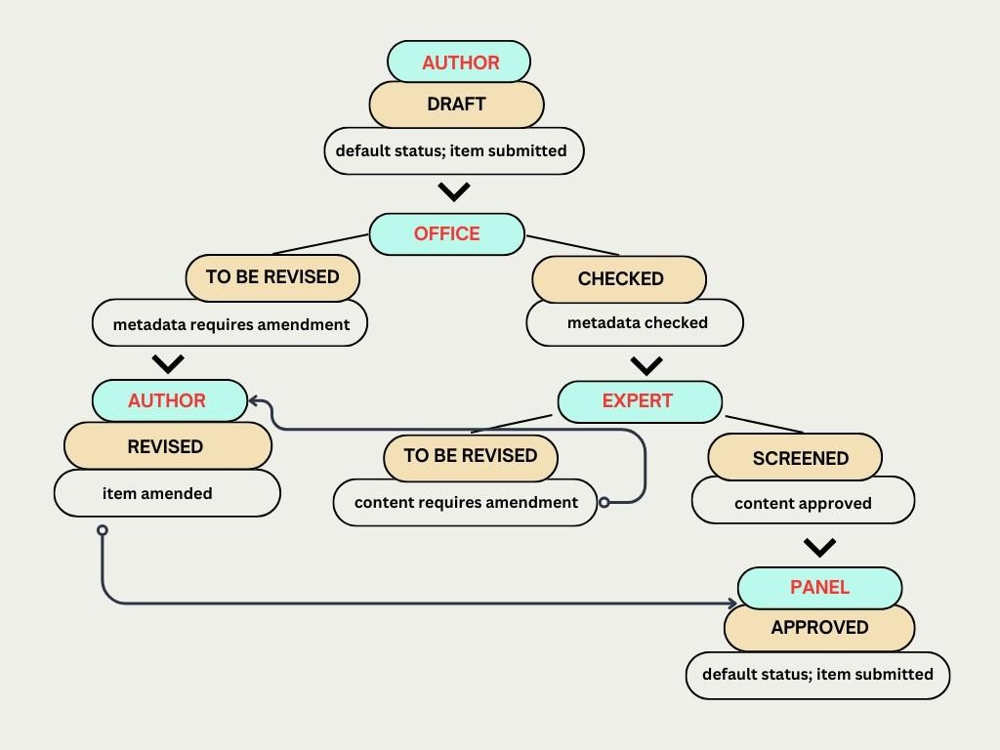 AUTHOR
DRAFT
default status; item submitted
OFFICE
TO BE REVISED
metadata requires amendment
CHECKED
metadata checked
AUTHOR
REVISED
item amended
EXPERT
TO BE REVISED
content requires amendment
SCREENED
content approved
PANEL
APPROVED
default status; item submitted